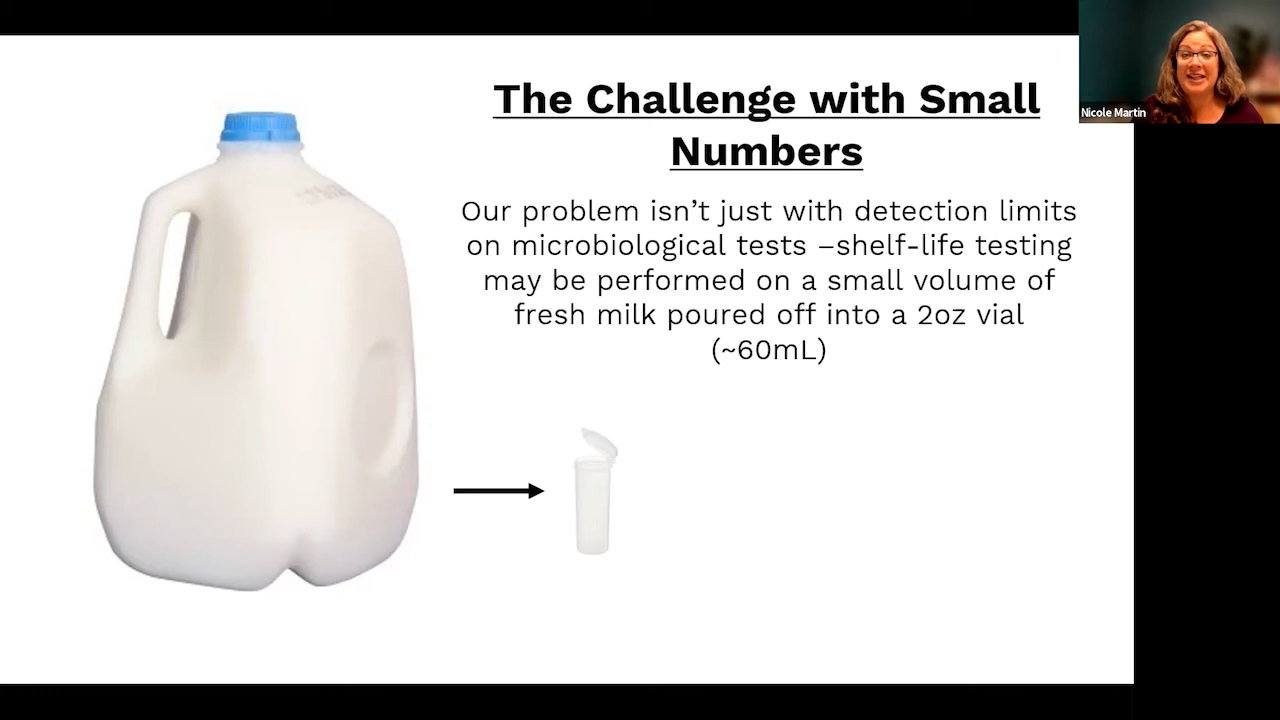 The Challenge with Small
Numbers
Our problem isn’t just with detection limits
on microbiological tests –shelf-life testing
may be performed on a small volume of
fresh milk poured off into a 2oz vial
(~60mL)
Nicole Martin